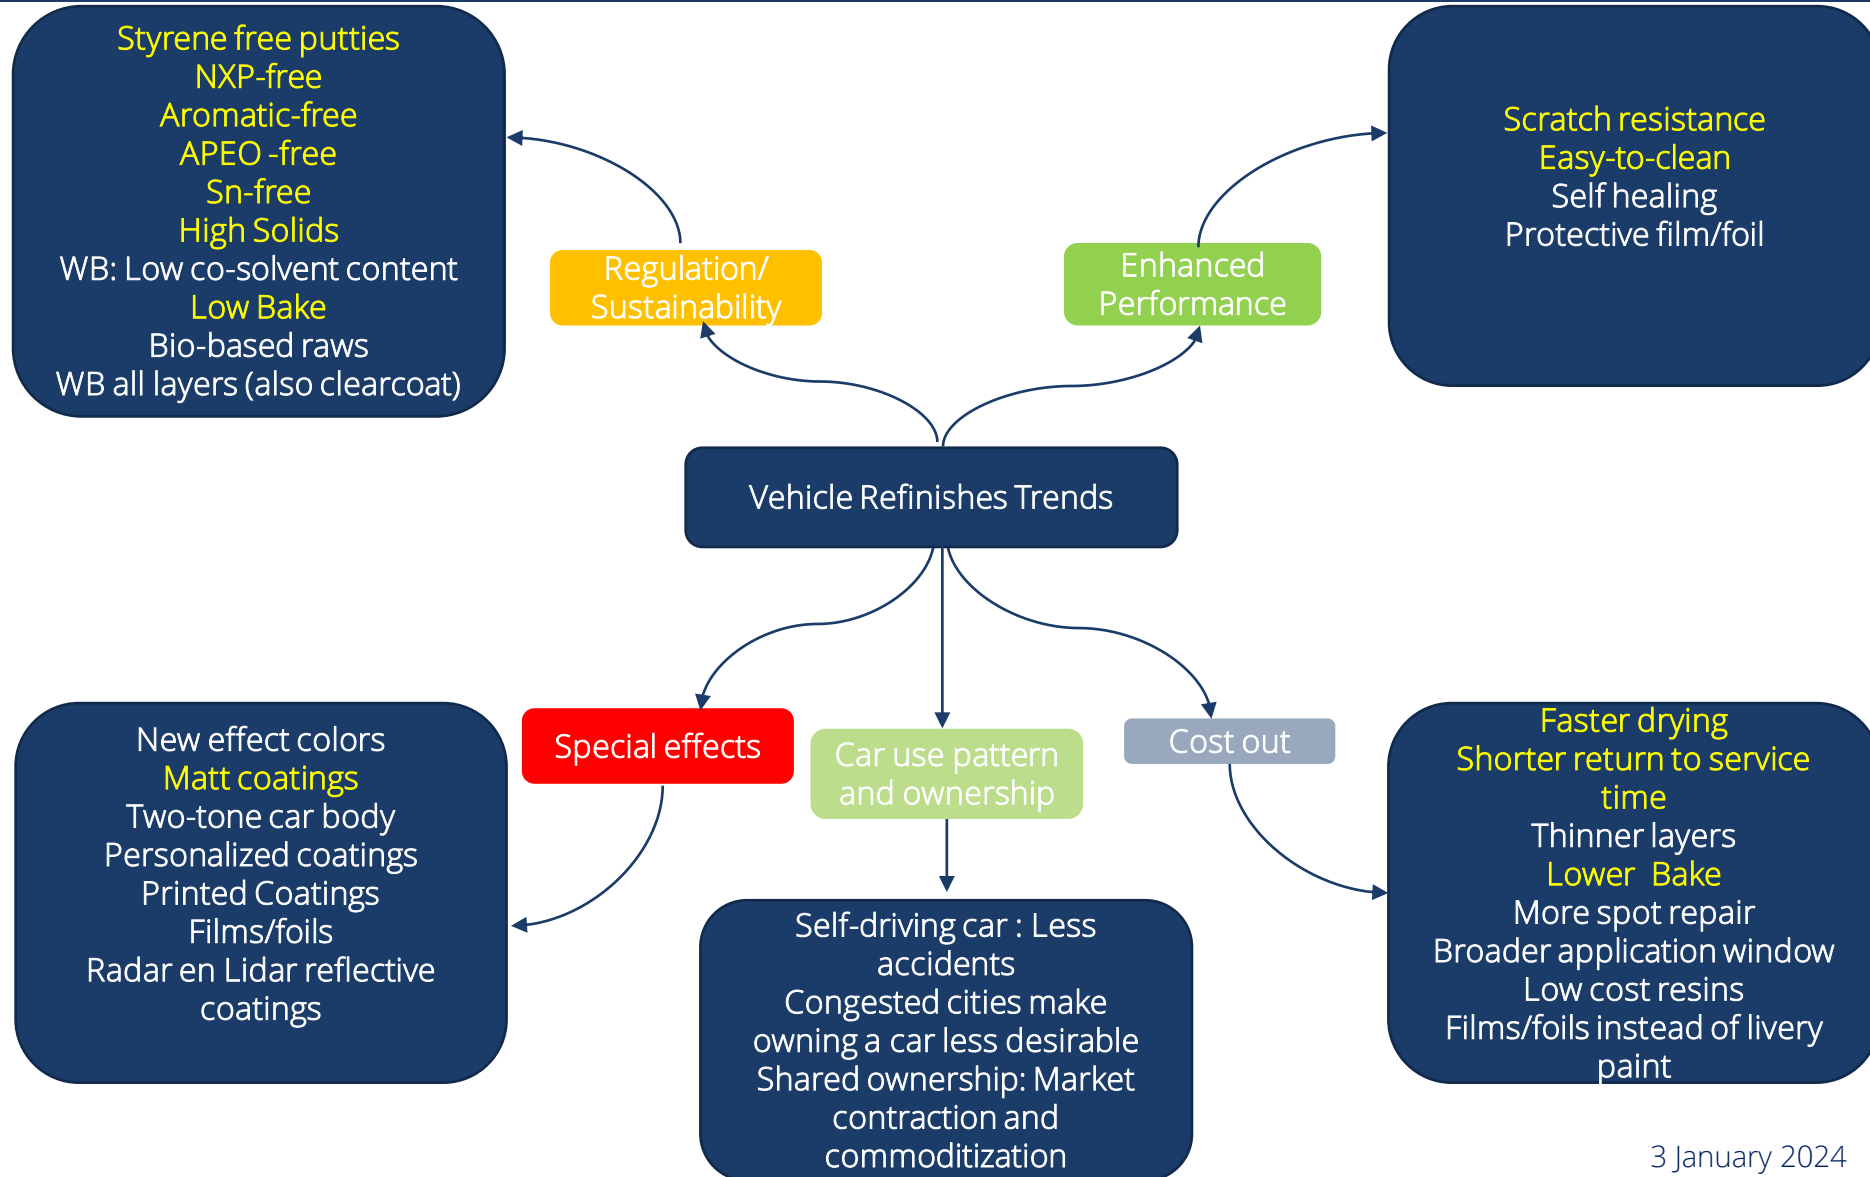 Styrene free putties
NXP-free
Aromatic-free
APEO -free
Sn-free
High Solids
WB: Low co-solvent content
Low Bake
Bio-based raws
WB all layers (also clearcoat)
Regulation/
Sustainability
Enhanced
Performance
Scratch resistance
Easy-to-clean
Self healing
Protective film/foil
Vehicle Refinishes Trends
New effect colors
Matt coatings
Two-tone car body
Personalized coatings
Printed Coatings
Films/foils
Radar en Lidar reflective
coatings
Special effects
Car use pattern
and ownership
Cost out
Self-driving car : Less
accidents
Congested cities make
owning a car less desirable
Shared ownership: Market
contraction and
commoditization
Faster drying
Shorter return to service
time
Thinner layers
Lower  Bake
More spot repair
Broader application window
Low cost resins
Films/foils instead of livery
paint
3 January 2024